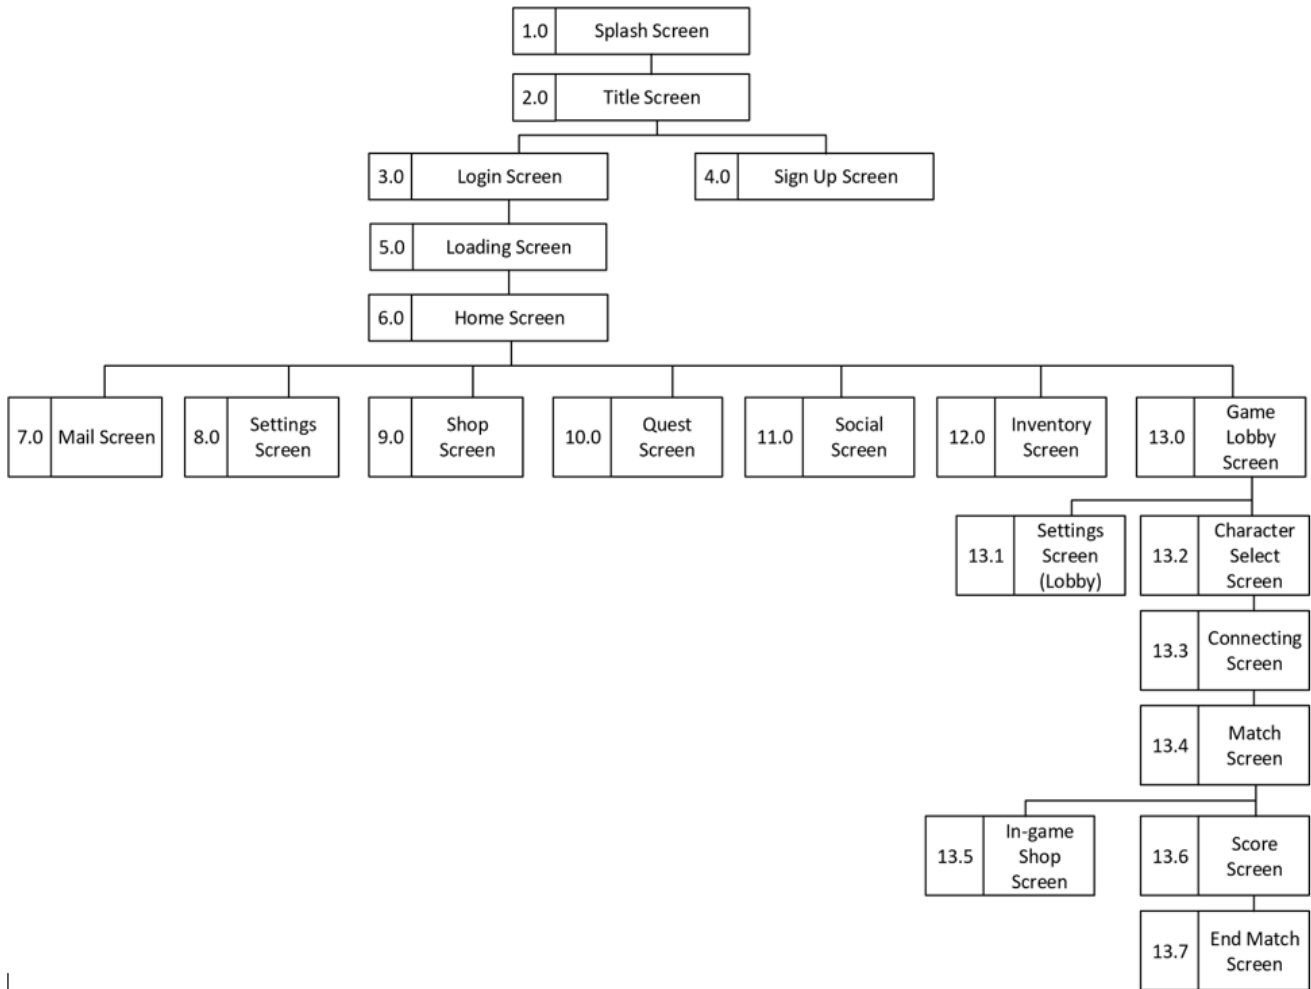 1.0 Splash Screen
2.0 Title Screen
3.0 Login Screen
4.0 Sign Up Screen
5.0 Loading Screen
6.0 Home Screen
7.0 Mail Screen
8.0 Settings
Screen
9.0 Shop
Screen
10.0 Quest
Screen
11.0 Social
Screen
12.0 Inventory
Screen
13.0 Game
Lobby
Screen
13.1 Settings
Screen
(Lobby)
13.2 Character
Select
Screen
13.3 Connecting
Screen
13.4 Match
Screen
13.5 In-game
Shop
Screen
13.6 Score
Screen
13.7 End Match
Screen